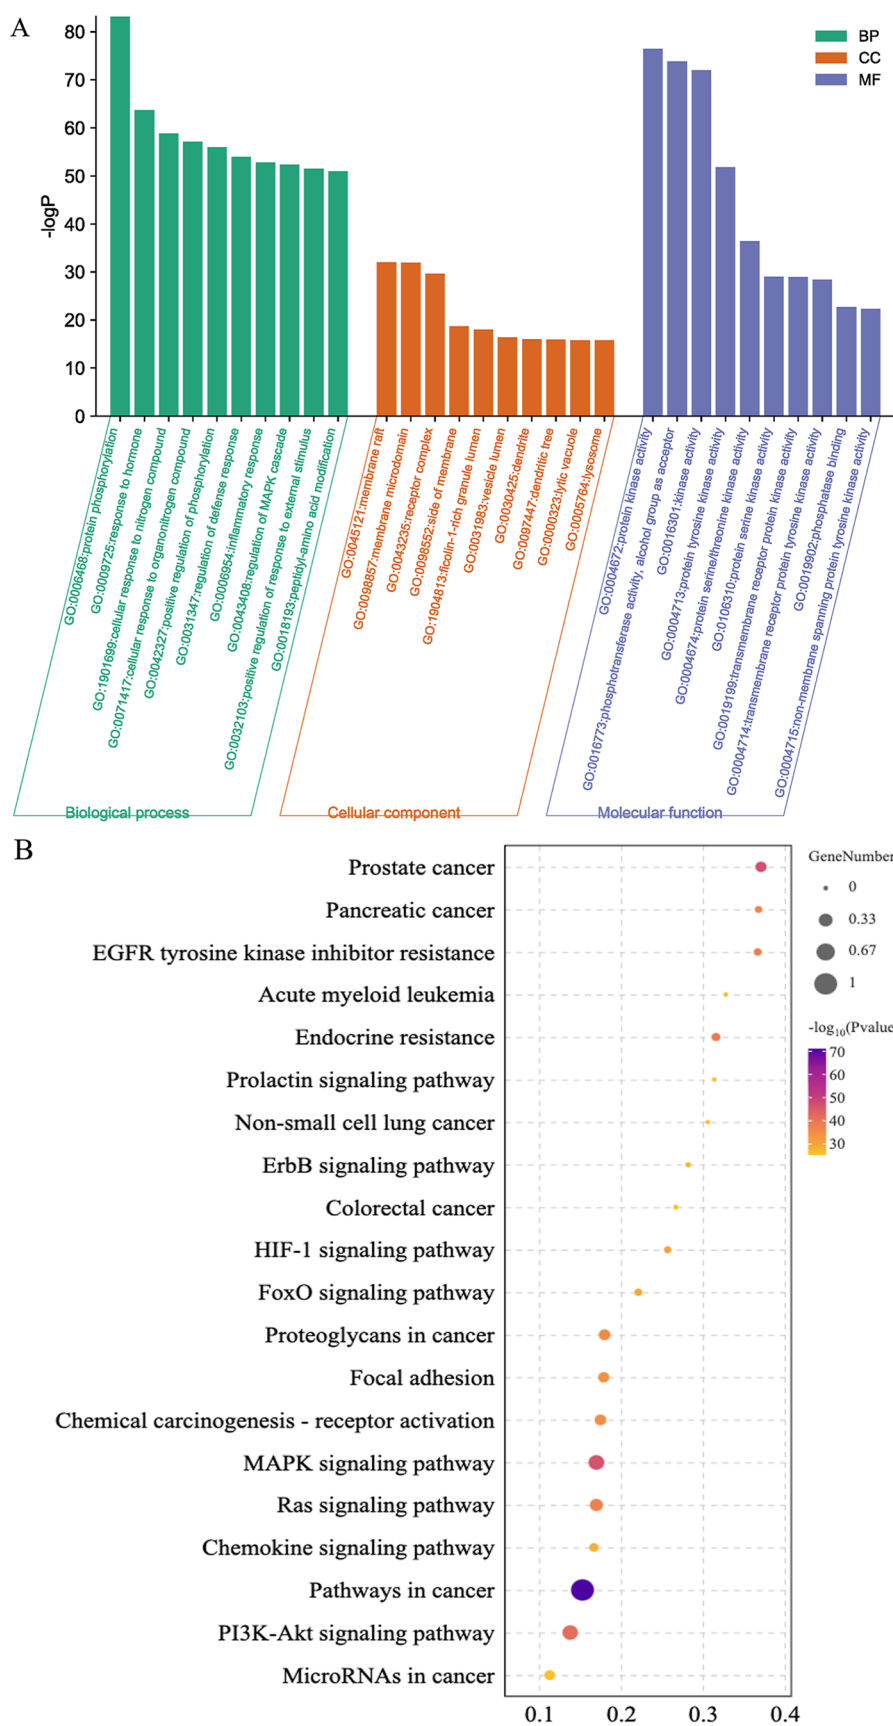 A
80
70
60
50
40
30
20
10
0
-logP
BP
CC
MF
GO:0006468:protein phosphorylation
GO:0009725:response to hormone
GO:1901699:cellular response to nitrogen compound
GO:0071417:cellular response to organonitrogen compound
GO:0042327:positive regulation of phosphorylation
GO:0031347:regulation of defense response
GO:0006954:inflammatory response
GO:0043408:regulation of MAPK cascade
GO:0032103:positive regulation of response to external stimulus
GO:0018193:peptidyl-amino acid modification
GO:0045121:membrane raft
GO:0098857:membrane microdomain
GO:0043235:receptor complex
GO:0098552:side of membrane
GO:1904813:ficolin-1-rich granule lumen
GO:0031983:vesicle lumen
GO:0030425:dendrite
GO:0097447:dendritic tree
GO:0000323:lytic vacuole
GO:0005764:lysosome
GO:0004672:protein kinase activity
GO:0016773:phosphotransferase activity, alcohol group as acceptor
GO:0016301:kinase activity
GO:0004713:protein tyrosine kinase activity
GO:0004674:protein serine/threonine kinase activity
GO:0106310:protein serine kinase activity
GO:0019199:transmembrane receptor protein kinase activity
GO:0004714:transmembrane receptor protein tyrosine kinase activity
GO:0019902:phosphatase binding
GO:0004715:non-membrane spanning protein tyrosine kinase activity
Biological process
Cellular component
Molecular function
B
Prostate cancer
Pancreatic cancer
EGFR tyrosine kinase inhibitor resistance
Acute myeloid leukemia
Endocrine resistance
Prolactin signaling pathway
Non-small cell lung cancer
ErbB signaling pathway
Colorectal cancer
HIF-1 signaling pathway
FoxO signaling pathway
Proteoglycans in cancer
Focal adhesion
Chemical carcinogenesis - receptor activation
MAPK signaling pathway
Ras signaling pathway
Chemokine signaling pathway
Pathways in cancer
PI3K-Akt signaling pathway
MicroRNAs in cancer
0.1
0.2
0.3
0.4
GeneNumber
0
0.33
0.67
1
-log10(Pvalue
70
60
50
40
30